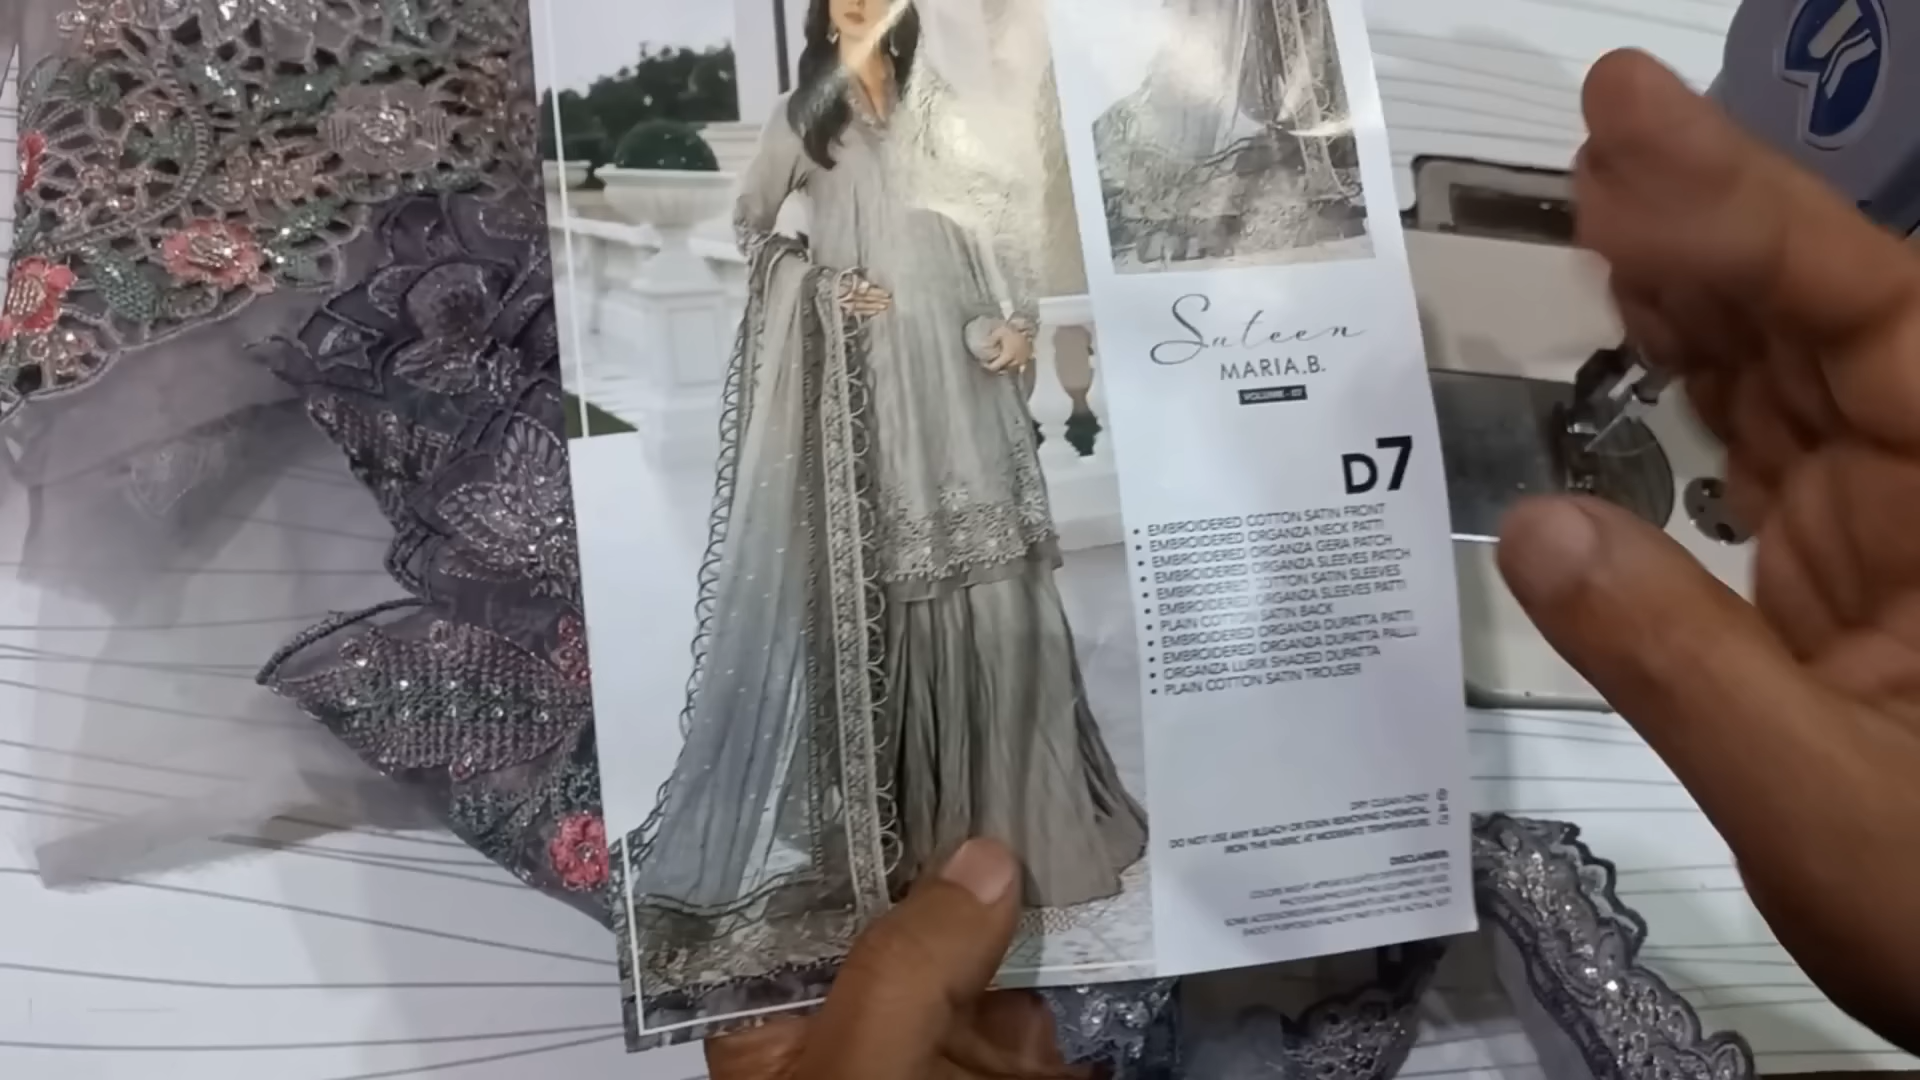 Sateen
MARIA.B.
VOLUME - 07
D7
• EMBROIDERED COTTON SATIN FRONT
• EMBROIDERED ORGANZA NECK PATTI
• EMBROIDERED ORGANZA GERA PATCH
• EMBROIDERED ORGANZA SLEEVES PATCH
• EMBROIDERED COTTON SATIN SLEEVES
• EMBROIDERED ORGANZA SLEEVES PATTI
• PLAIN COTTON SATIN BACK
• EMBROIDERED ORGANZA DUPATTA PATTI
• EMBROIDERED ORGANZA DUPATTA PALLU
• ORGANZA LURIX SHADED DUPATTA
• PLAIN COTTON SATIN TROUSER
DRY CLEAN ONLY
DO NOT USE ANY BLEACH OR STAIN REMOVING CHEMICAL.
IRON THE FABRIC AT MODERATE TEMPERATURE.
DISCLAIMER: